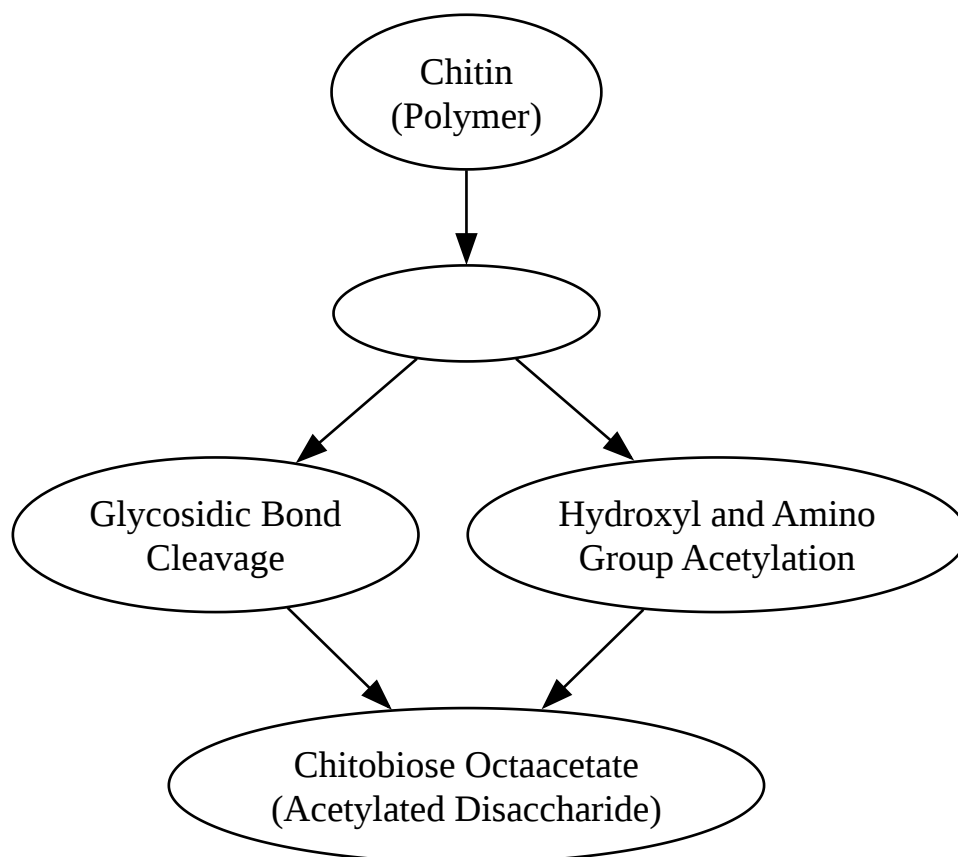 Chitin
(Polymer)
Glycosidic Bond
Cleavage
Hydroxyl and Amino
Group Acetylation
Chitobiose Octaacetate
(Acetylated Disaccharide)